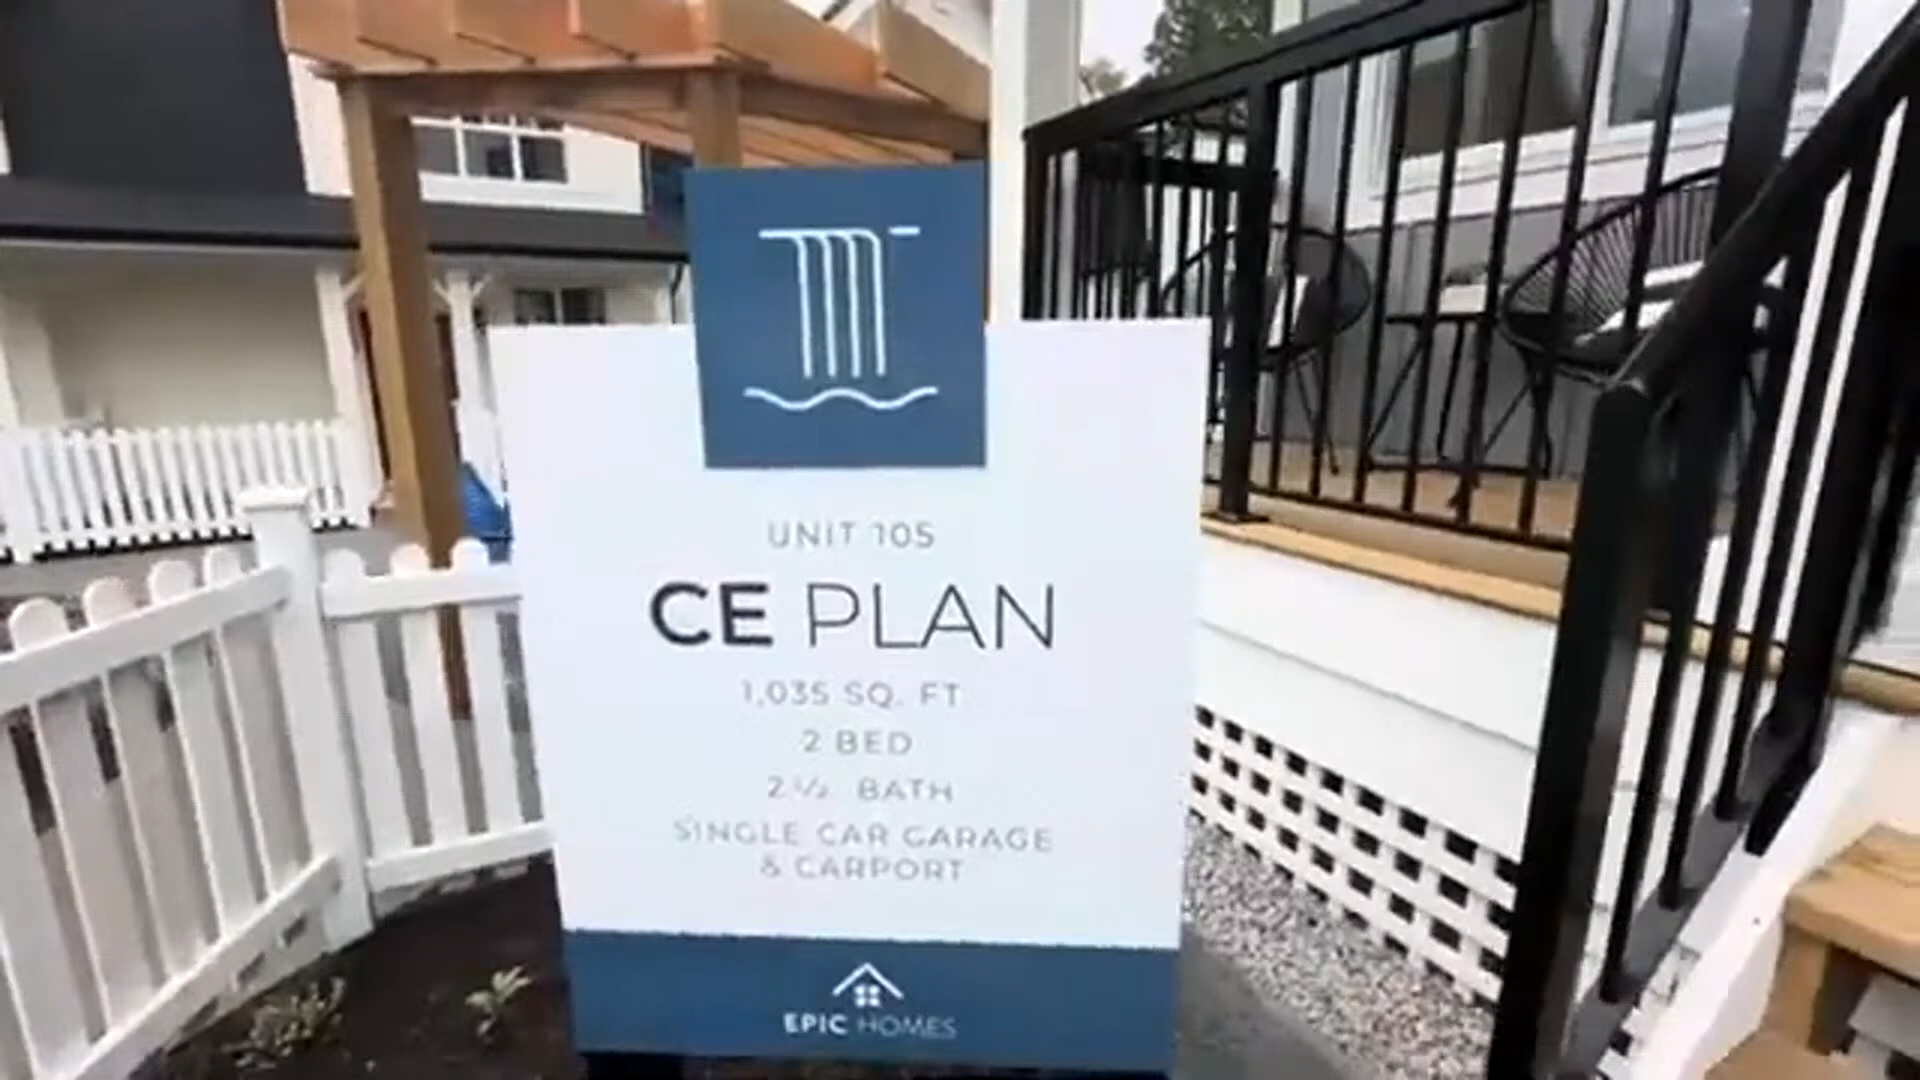 UNIT 105
CE PLAN
1,035 SQ. FT
2 BED
2 ½ BATH
SINGLE CAR GARAGE
& CARPORT
EPIC HOMES